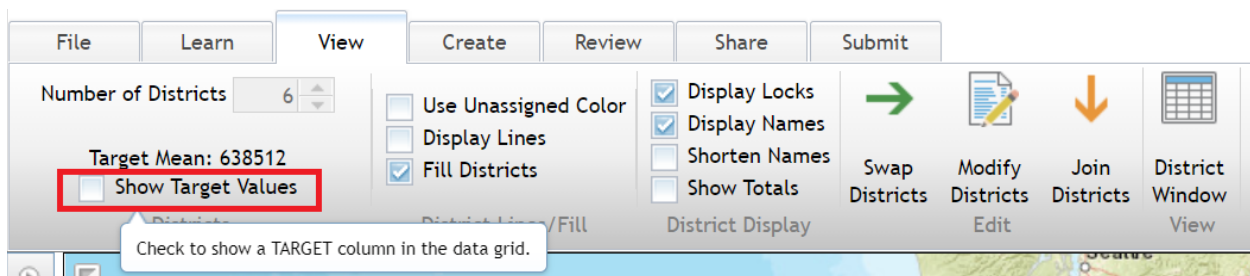 File Learn View Create Review Share Submit
Number of Districts 6
Target Mean: 638512
Show Target Values
Districts
Use Unassigned Color
Display Lines
Fill Districts
District Lines/Fill
Display Locks
Display Names
Shorten Names
Show Totals
District Display
Swap
Districts
Modify
Districts
Join
Districts
Edit
District
Window
View
Check to show a TARGET column in the data grid.
Seattle